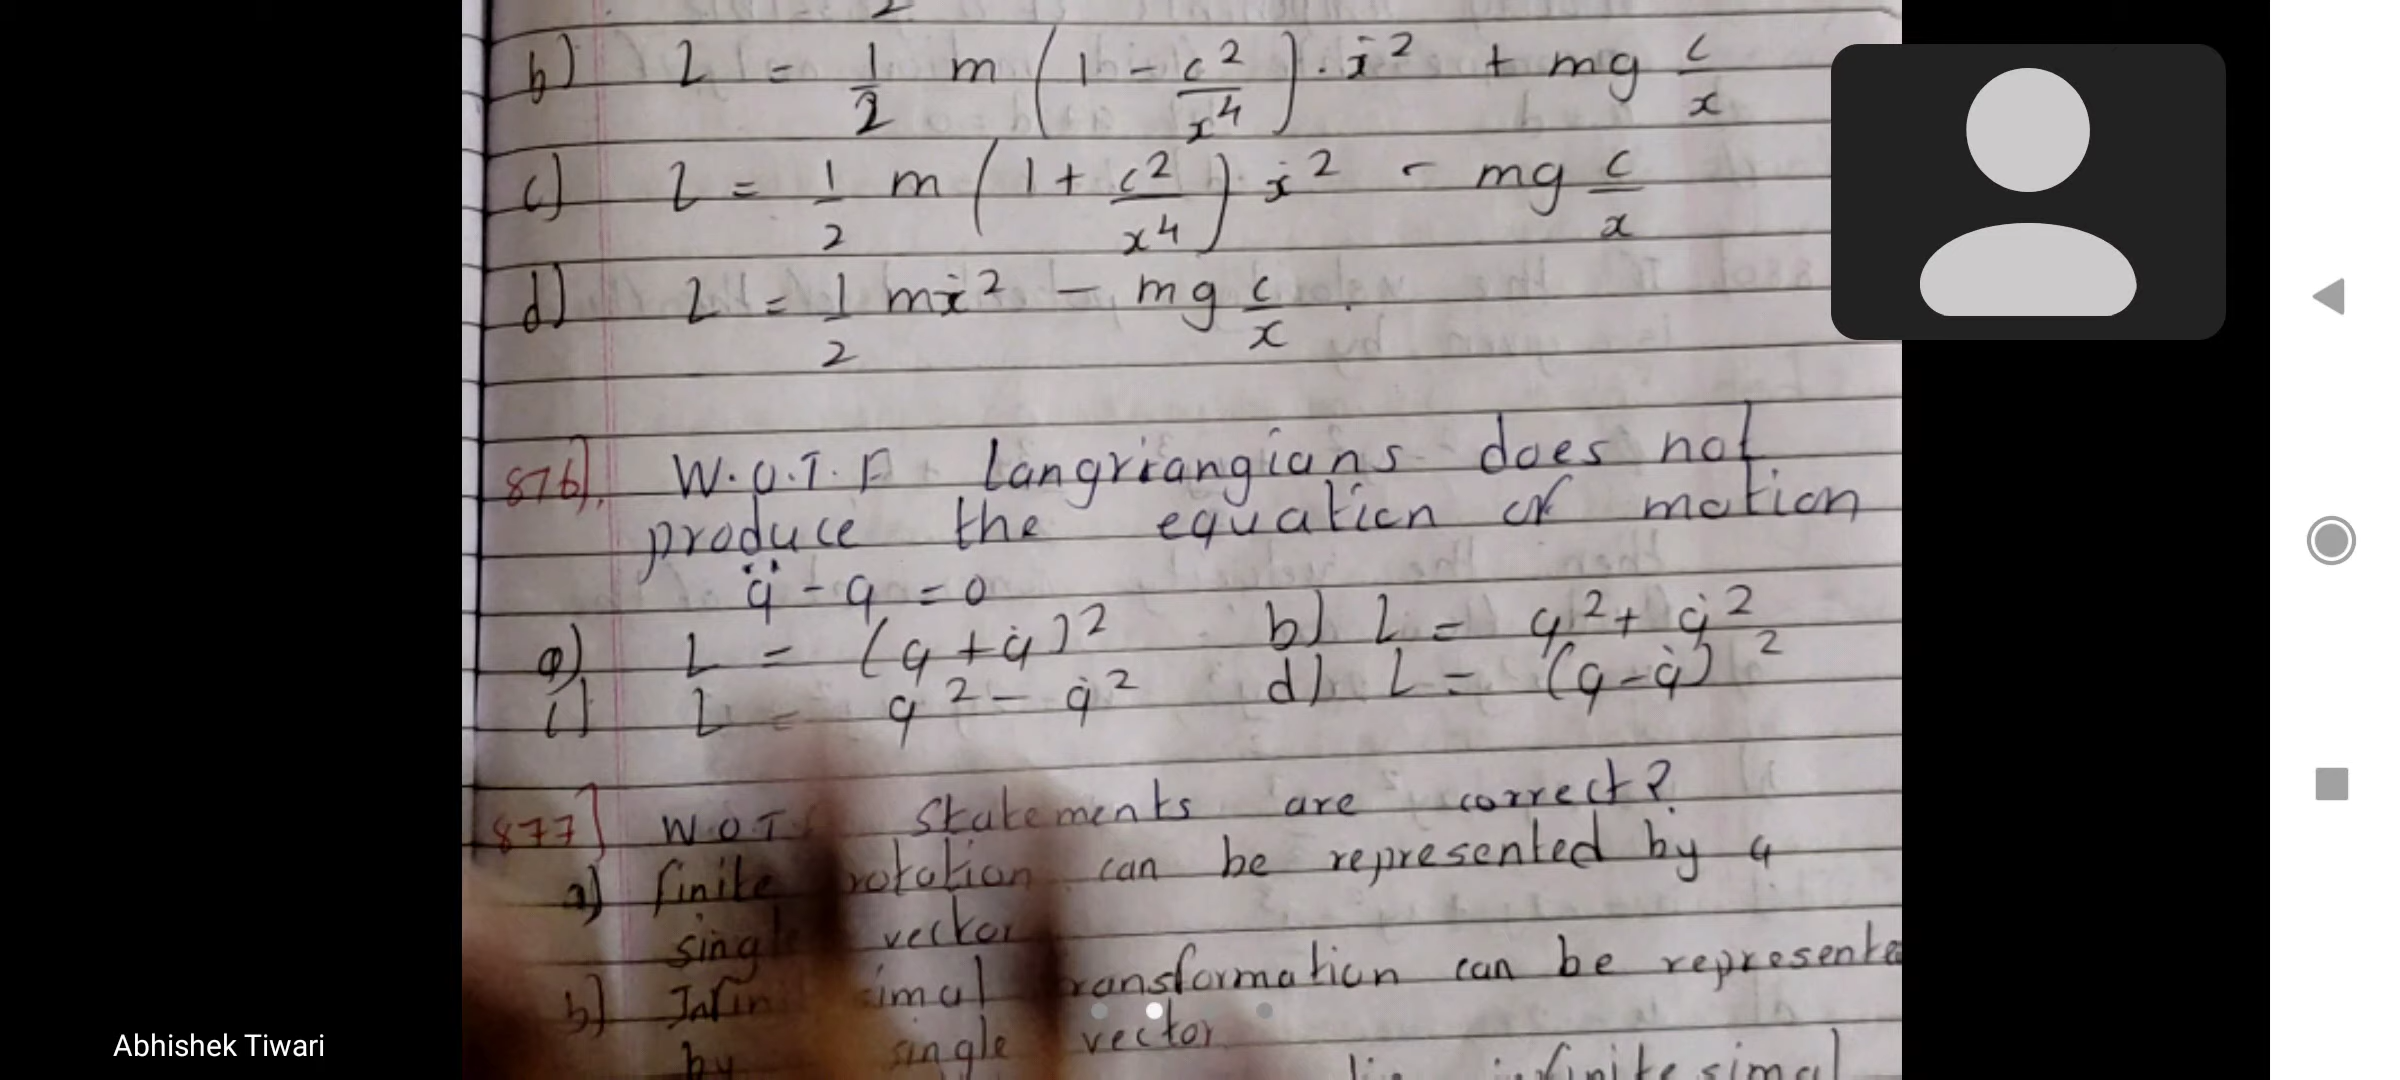 b) L = 1/2 m (1 - c²/x⁴) . ẋ² + mg c/x
c) L = 1/2 m (1 + c²/x⁴) ẋ² - mg c/x
d) L = 1/2 mẋ² - mg c/x .
876). W.O.T.F Langriangians does not
produce the equation of motion
q̈ - q = 0
a) L = (q + q̇)² b) L = q² + q̇²
c) L = q² - q̇² d) L = (q - q̇)²
877) W.O.T statements are correct?
a) finite rotation can be represented by a
single vector
b) transformation can be represente
by single vector
infinitesimal
Abhishek Tiwari